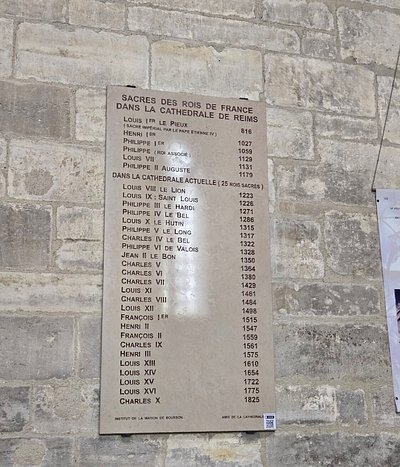 SACRES DES ROIS DE FRANCE
DANS LA CATHÉDRALE DE REIMS
LOUIS IER LE PIEUX 816
(SACRE IMPÉRIAL PAR LE PAPE ETIENNE IV)
HENRI IER 1027
PHILIPPE IER 1059
PHILIPPE (ROI ASSOCIÉ) 1129
LOUIS VII 1131
PHILIPPE II AUGUSTE 1179
DANS LA CATHÉDRALE ACTUELLE (25 ROIS SACRÉS)
LOUIS VIII LE LION 1223
LOUIS IX : SAINT LOUIS 1226
PHILIPPE III LE HARDI 1271
PHILIPPE IV LE BEL 1286
LOUIS X LE HUTIN 1315
PHILIPPE V LE LONG 1317
CHARLES IV LE BEL 1322
PHILIPPE VI DE VALOIS 1328
JEAN II LE BON 1350
CHARLES V 1364
CHARLES VI 1380
CHARLES VII 1429
LOUIS XI 1461
CHARLES VIII 1484
LOUIS XII 1498
FRANÇOIS IER 1515
HENRI II 1547
FRANÇOIS II 1559
CHARLES IX 1561
HENRI III 1575
LOUIS XIII 1610
LOUIS XIV 1654
LOUIS XV 1722
LOUIS XVI 1775
CHARLES X 1825
INSTITUT DE LA MAISON DE BOURBON AMIS DE LA CATHÉDRALE